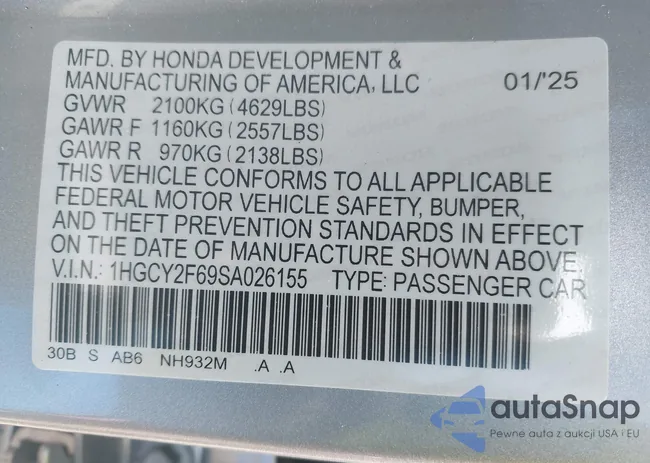 MFD. BY HONDA DEVELOPMENT &
MANUFACTURING OF AMERICA, LLC 01/'25
GVWR 2100KG (4629LBS)
GAWR F 1160KG (2557LBS)
GAWR R 970KG (2138LBS)
THIS VEHICLE CONFORMS TO ALL APPLICABLE
FEDERAL MOTOR VEHICLE SAFETY, BUMPER,
AND THEFT PREVENTION STANDARDS IN EFFECT
ON THE DATE OF MANUFACTURE SHOWN ABOVE.
V.I.N.: 1HGCY2F69SA026155 TYPE: PASSENGER CAR
30B S AB6 NH932M .A .A
autaSnap
Pewne auta z aukcji USA i EU